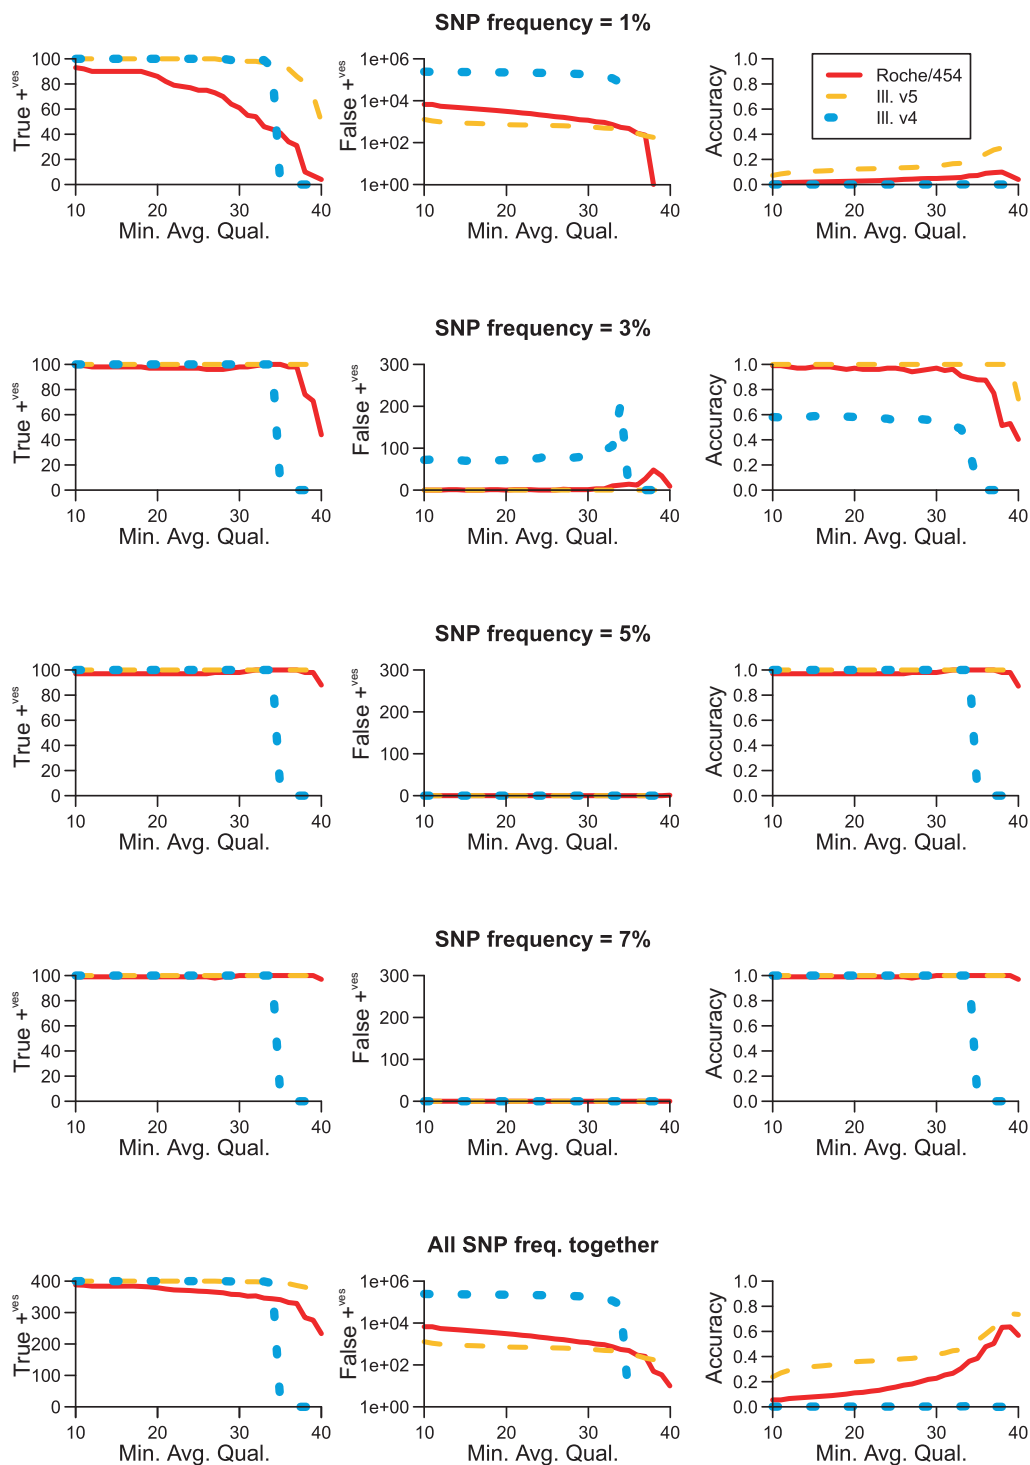 SNP frequency = 1%
True +ves
100
80
60
40
20
0
10 20 30 40
Min. Avg. Qual.
False +ves
1e+06
1e+04
1e+02
1e+00
10 20 30 40
Min. Avg. Qual.
Accuracy
1.0
0.8
0.6
0.4
0.2
0.0
10 20 30 40
Min. Avg. Qual.
Roche/454
Ill. v5
Ill. v4
SNP frequency = 3%
True +ves
100
80
60
40
20
0
10 20 30 40
Min. Avg. Qual.
False +ves
300
200
100
0
10 20 30 40
Min. Avg. Qual.
Accuracy
1.0
0.8
0.6
0.4
0.2
0.0
10 20 30 40
Min. Avg. Qual.
SNP frequency = 5%
True +ves
100
80
60
40
20
0
10 20 30 40
Min. Avg. Qual.
False +ves
300
200
100
0
10 20 30 40
Min. Avg. Qual.
Accuracy
1.0
0.8
0.6
0.4
0.2
0.0
10 20 30 40
Min. Avg. Qual.
SNP frequency = 7%
True +ves
100
80
60
40
20
0
10 20 30 40
Min. Avg. Qual.
False +ves
300
200
100
0
10 20 30 40
Min. Avg. Qual.
Accuracy
1.0
0.8
0.6
0.4
0.2
0.0
10 20 30 40
Min. Avg. Qual.
All SNP freq. together
True +ves
400
300
200
100
0
10 20 30 40
Min. Avg. Qual.
False +ves
1e+06
1e+04
1e+02
1e+00
10 20 30 40
Min. Avg. Qual.
Accuracy
1.0
0.8
0.6
0.4
0.2
0.0
10 20 30 40
Min. Avg. Qual.